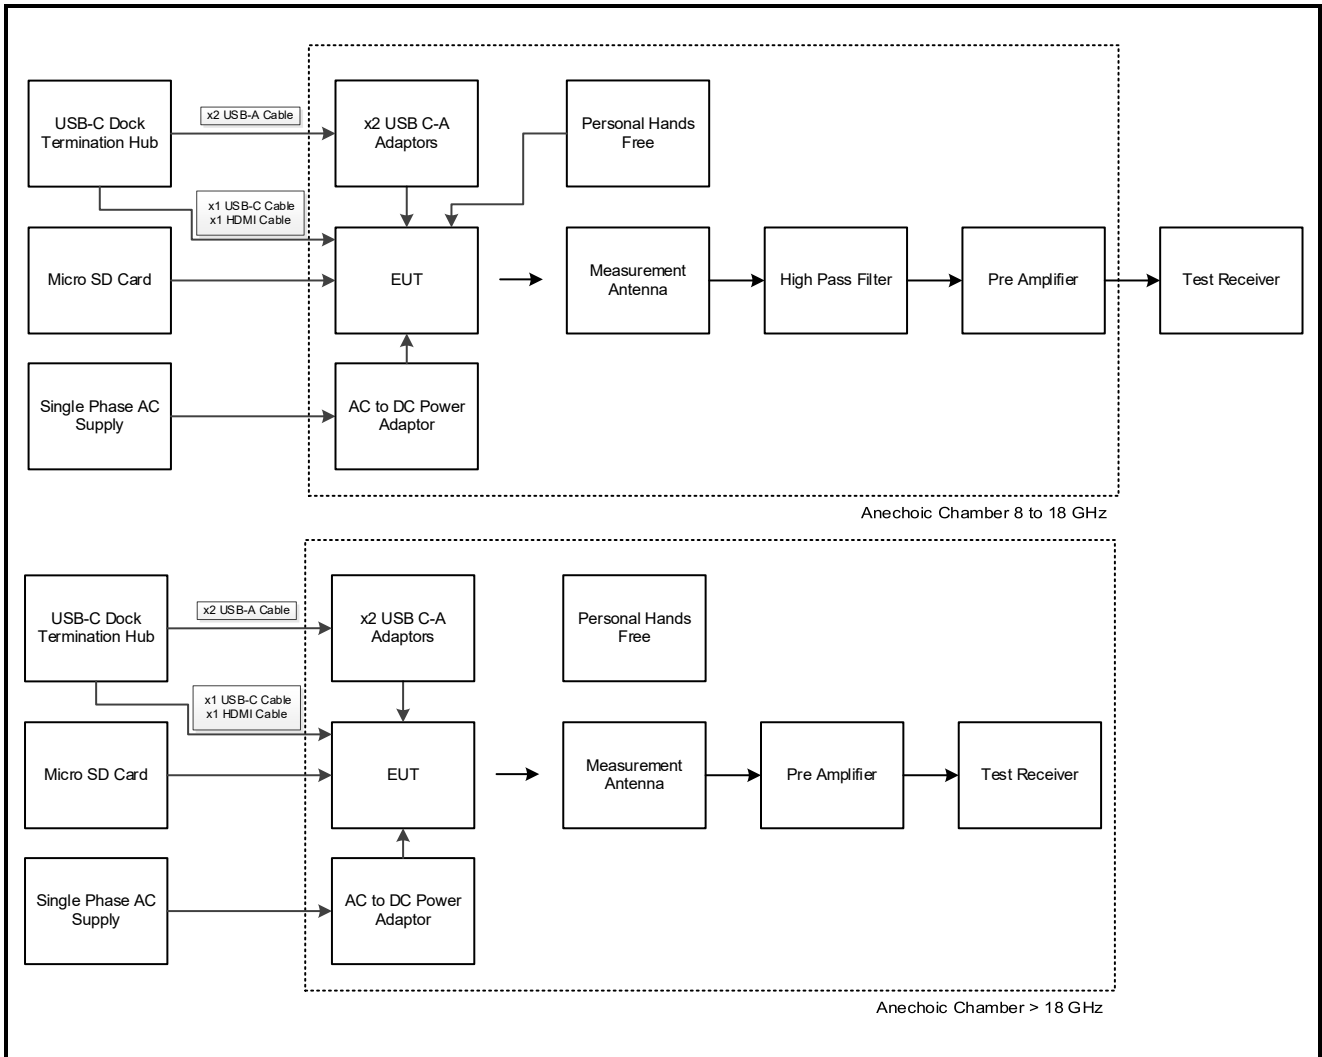 USB-C Dock
Termination Hub
x2 USB-A Cable
x2 USB C-A
Adaptors
Personal Hands
Free
x1 USB-C Cable
x1 HDMI Cable
Micro SD Card
EUT
Measurement
Antenna
High Pass Filter
Pre Amplifier
Test Receiver
Single Phase AC
Supply
AC to DC Power
Adaptor
Anechoic Chamber 8 to 18 GHz
USB-C Dock
Termination Hub
x2 USB-A Cable
x2 USB C-A
Adaptors
Personal Hands
Free
x1 USB-C Cable
x1 HDMI Cable
Micro SD Card
EUT
Measurement
Antenna
Pre Amplifier
Test Receiver
Single Phase AC
Supply
AC to DC Power
Adaptor
Anechoic Chamber > 18 GHz